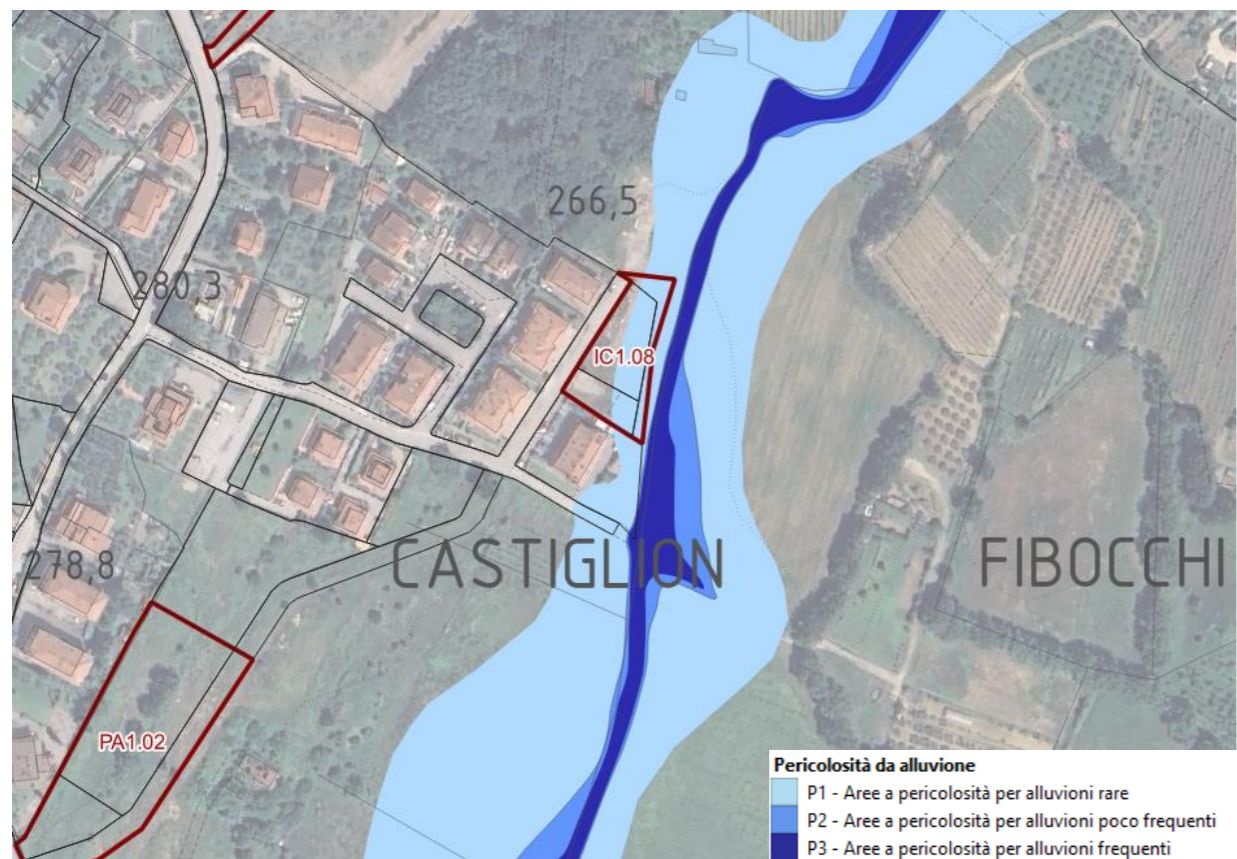 266,5
280,3
IC1.08
CASTIGLION FIBOCCHI
278,8
PA1.02
Pericolosità da alluvione
P1 - Aree a pericolosità per alluvioni rare
P2 - Aree a pericolosità per alluvioni poco frequenti
P3 - Aree a pericolosità per alluvioni frequenti